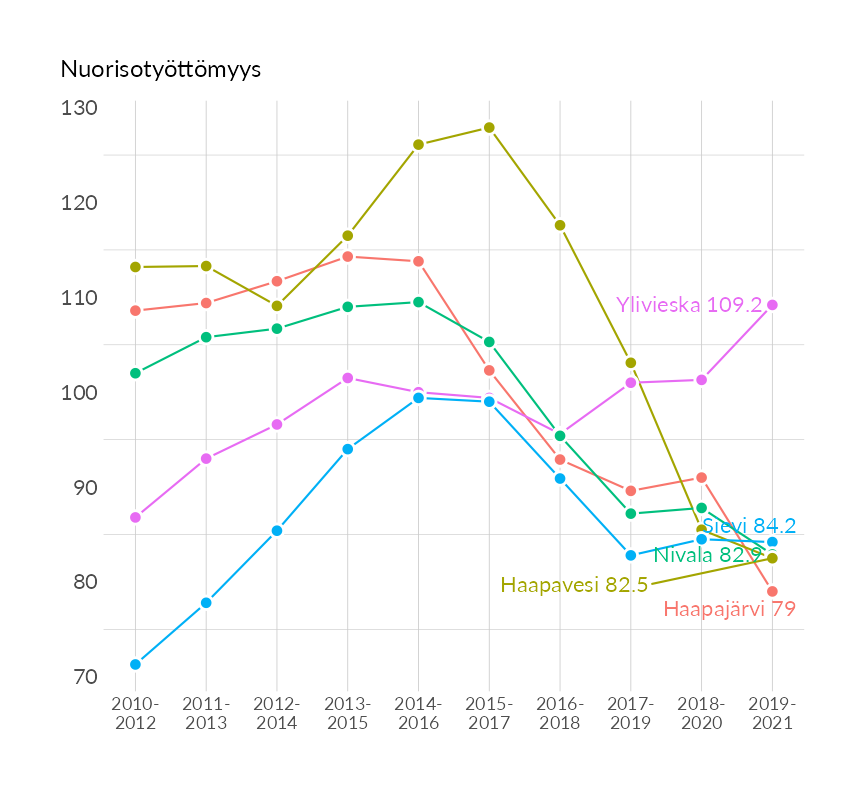 Nuorisotyöttömyys
130
120
110
100
90
80
70
Ylivieska 109.2
Sievi 84.2
Nivala 82.9
Haapavesi 82.5
Haapajärvi 79
2010- 2011- 2012- 2013- 2014- 2015- 2016- 2017- 2018- 2019-
2012 2013 2014 2015 2016 2017 2018 2019 2020 2021